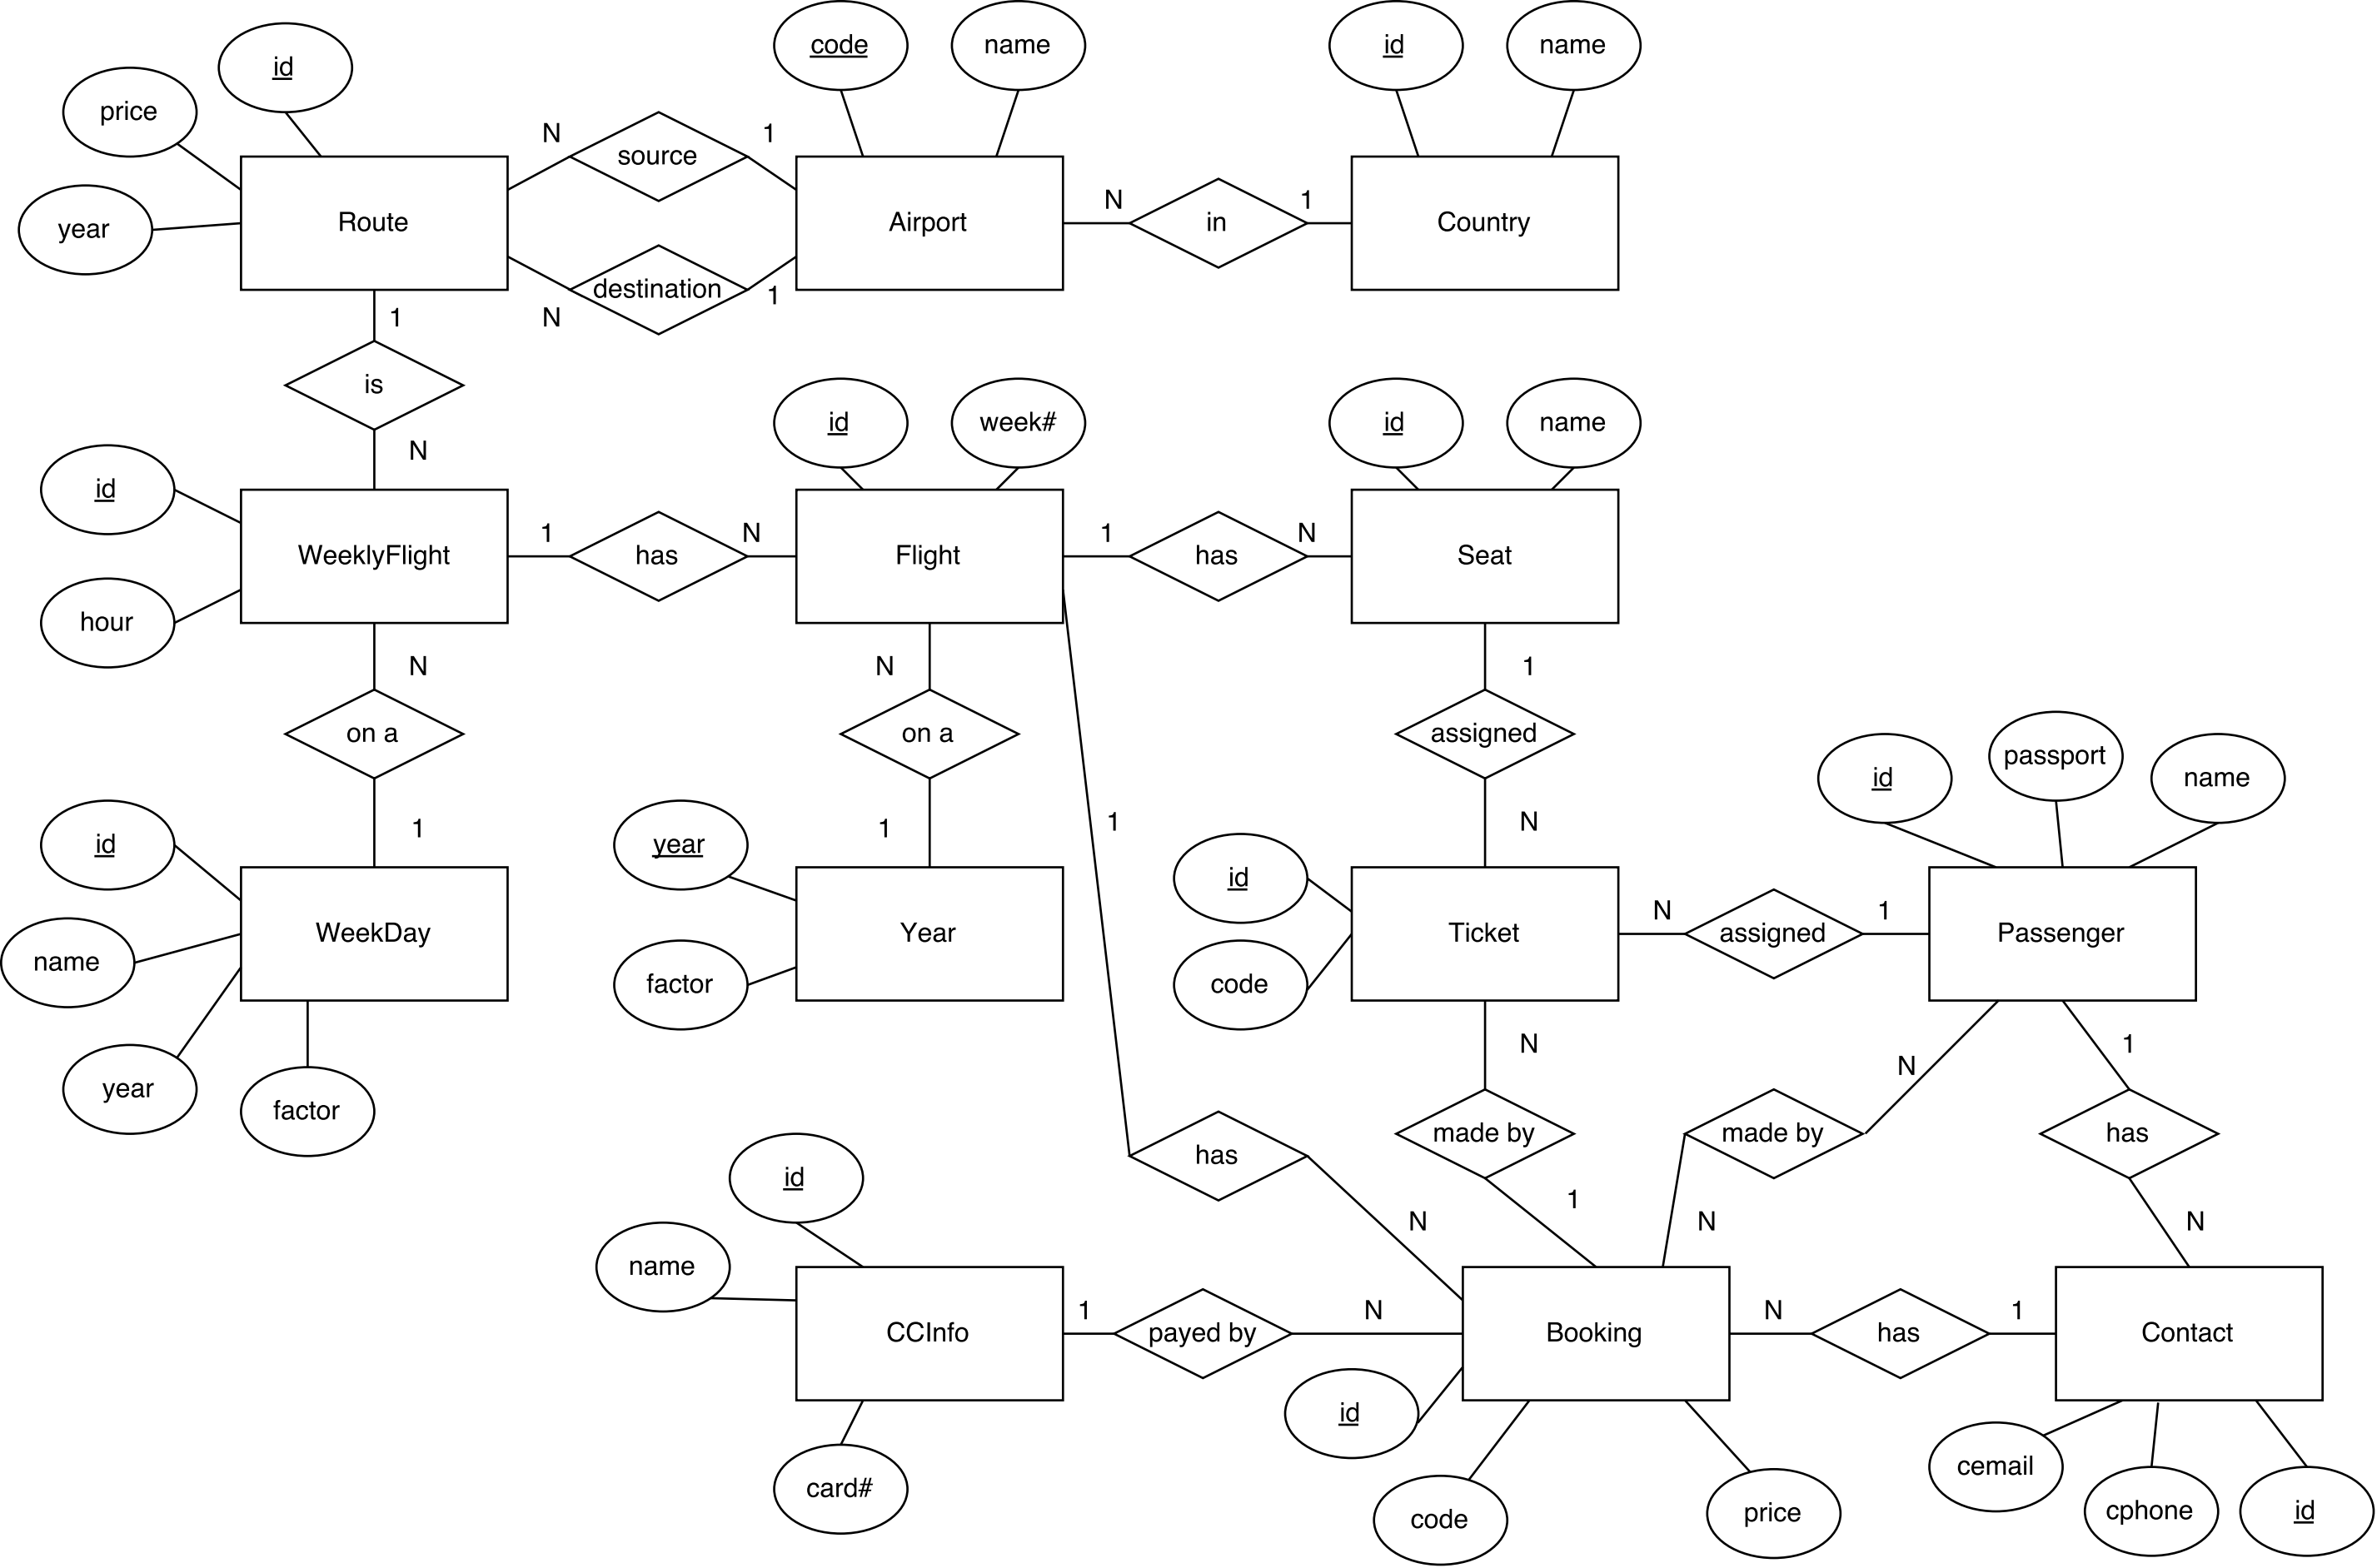 code
name
id
name
id
price
N
source
1
year
Route
Airport
N
in
1
Country
destination
N
1
1
is
id
week#
id
name
N
id
WeeklyFlight
1
has
N
Flight
1
has
N
Seat
hour
N
N
1
on a
on a
assigned
passport
id
name
1
1
1
N
id
year
id
name
WeekDay
factor
Year
code
Ticket
N
assigned
1
Passenger
year
factor
N
N
1
has
made by
made by
has
id
1
N
N
N
name
CCInfo
1
payed by
N
Booking
N
has
1
Contact
id
card#
code
price
cemail
cphone
id